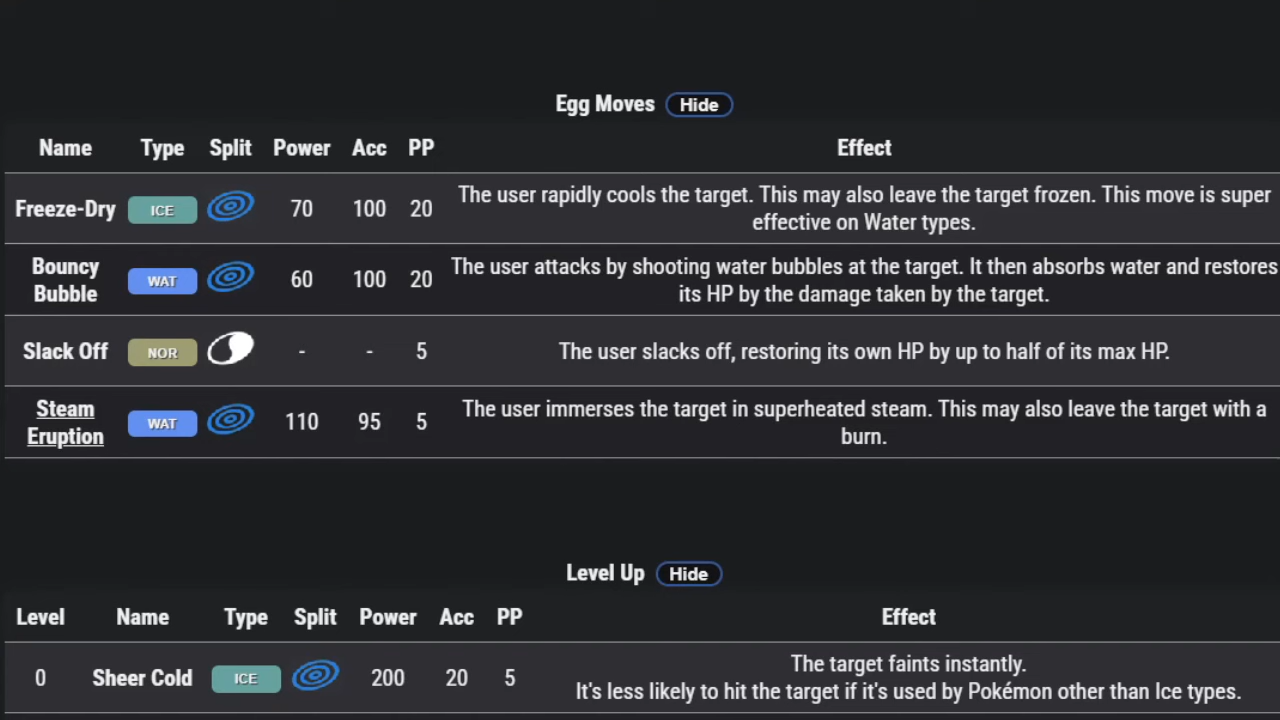 Egg Moves Hide
Name Type Split Power Acc PP Effect
Freeze-Dry ICE 70 100 20 The user rapidly cools the target. This may also leave the target frozen. This move is super
effective on Water types.
Bouncy
Bubble WAT 60 100 20 The user attacks by shooting water bubbles at the target. It then absorbs water and restores
its HP by the damage taken by the target.
Slack Off NOR - - 5 The user slacks off, restoring its own HP by up to half of its max HP.
Steam
Eruption WAT 110 95 5 The user immerses the target in superheated steam. This may also leave the target with a
burn.
Level Up Hide
Level Name Type Split Power Acc PP Effect
0 Sheer Cold ICE 200 20 5 The target faints instantly.
It's less likely to hit the target if it's used by Pokémon other than Ice types.